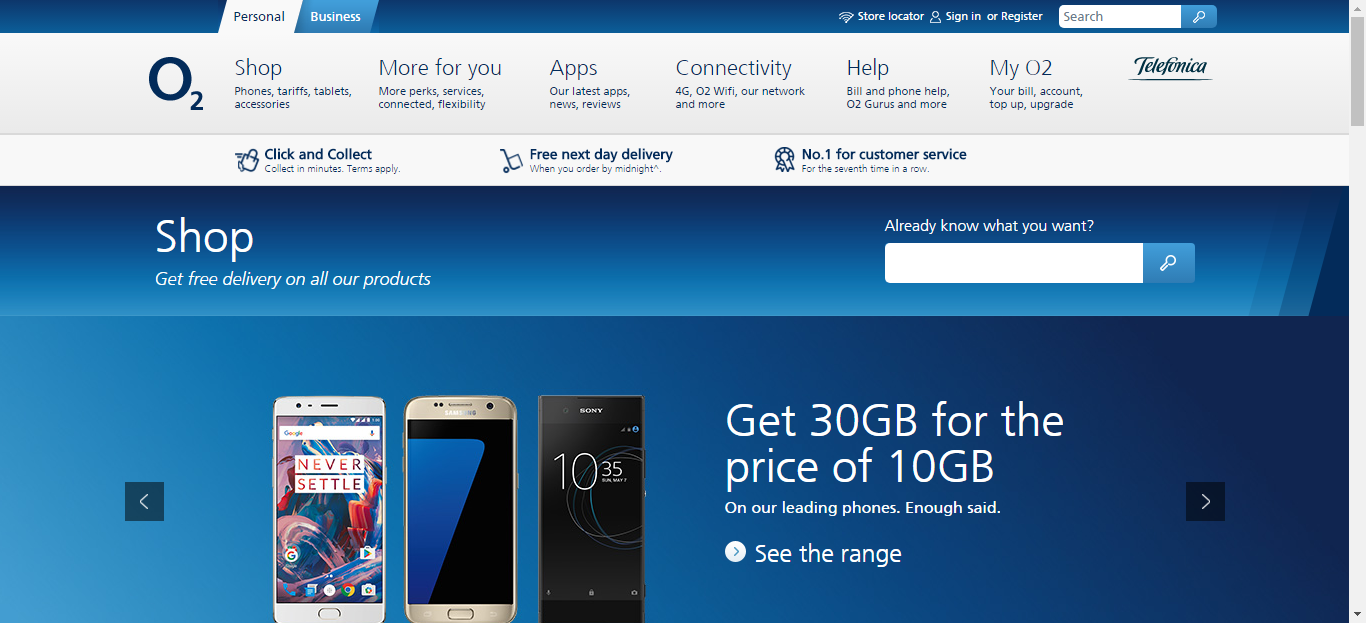 Personal
Business
Store locator
Sign in or Register
Search
O2
Shop
Phones, tariffs, tablets,
accessories
More for you
More perks, services,
connected, flexibility
Apps
Our latest apps,
news, reviews
Connectivity
4G, O2 Wifi, our network
and more
Help
Bill and phone help,
O2 Gurus and more
My O2
Your bill, account,
top up, upgrade
Telefónica
Click and Collect
Collect in minutes. Terms apply.
Free next day delivery
When you order by midnight^.
No.1 for customer service
For the seventh time in a row.
Shop
Get free delivery on all our products
Already know what you want?
Google
NEVER
SETTLE
SAMSUNG
SONY
10 35
SUN, MAY 7
Get 30GB for the
price of 10GB
On our leading phones. Enough said.
See the range